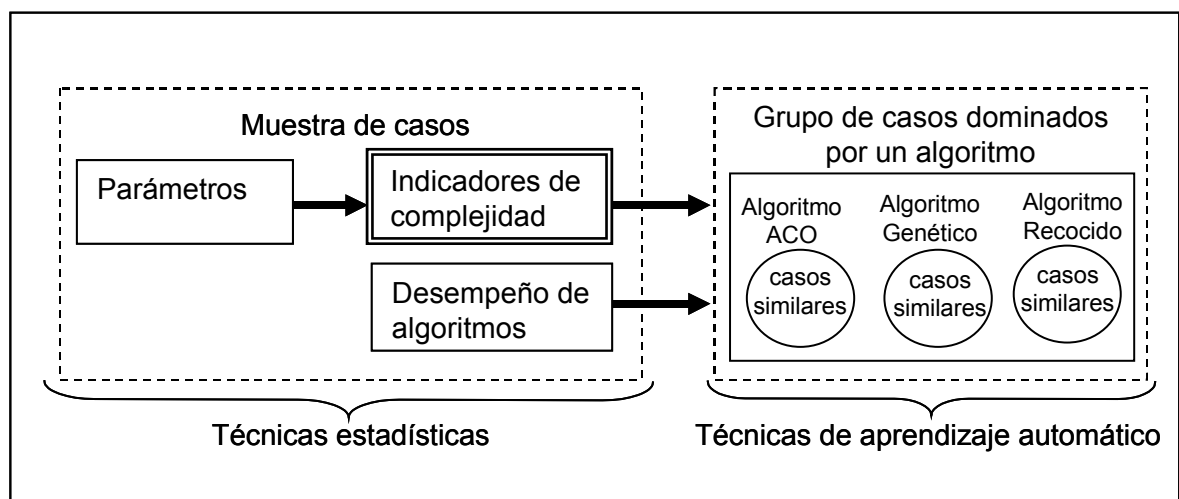 Muestra de casos
Parámetros
Indicadores de
complejidad
Desempeño de
algoritmos
Técnicas estadísticas
Grupo de casos dominados
por un algoritmo
Algoritmo
ACO
casos
similares
Algoritmo
Genético
casos
similares
Algoritmo
Recocido
casos
similares
Técnicas de aprendizaje automático